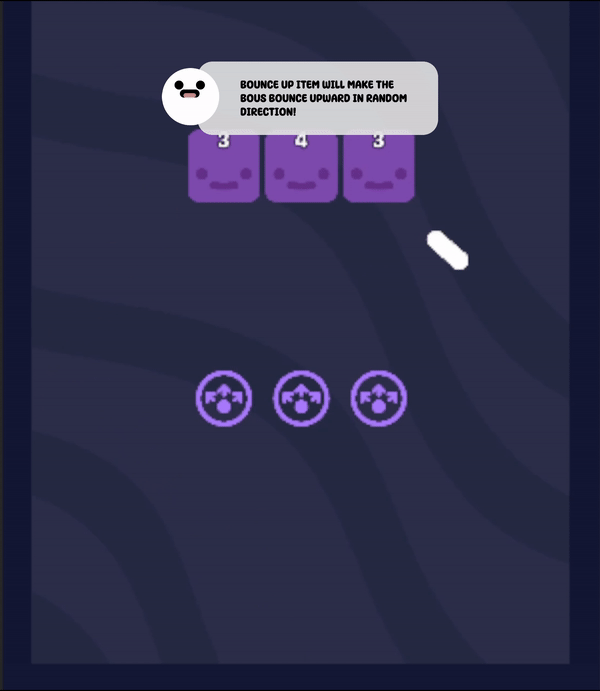 BOUNCE UP ITEM WILL MAKE THE
BOUS BOUNCE UPWARD IN RANDOM
DIRECTION!
3 4 3